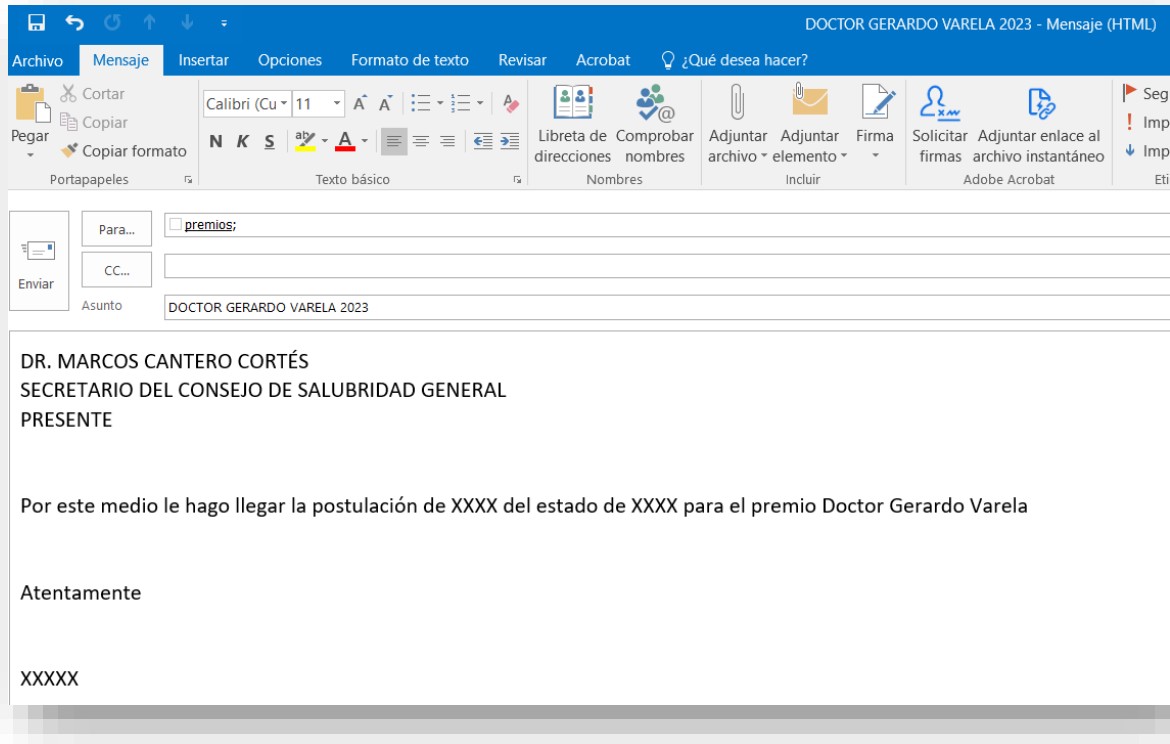 DOCTOR GERARDO VARELA 2023 - Mensaje (HTML)
Archivo Mensaje Insertar Opciones Formato de texto Revisar Acrobat ¿Qué desea hacer?
Pegar
Cortar
Copiar
Copiar formato
Portapapeles
Calibri (Cu 11
N K S
Texto básico
Libreta de direcciones
Comprobar nombres
Nombres
Adjuntar archivo
Adjuntar elemento
Firma
Incluir
Solicitar firmas
Adjuntar enlace al archivo instantáneo
Adobe Acrobat
Seg
Imp
Imp
Eti
Enviar
Para... premios;
CC...
Asunto DOCTOR GERARDO VARELA 2023
DR. MARCOS CANTERO CORTÉS
SECRETARIO DEL CONSEJO DE SALUBRIDAD GENERAL
PRESENTE
Por este medio le hago llegar la postulación de XXXX del estado de XXXX para el premio Doctor Gerardo Varela
Atentamente
XXXXX